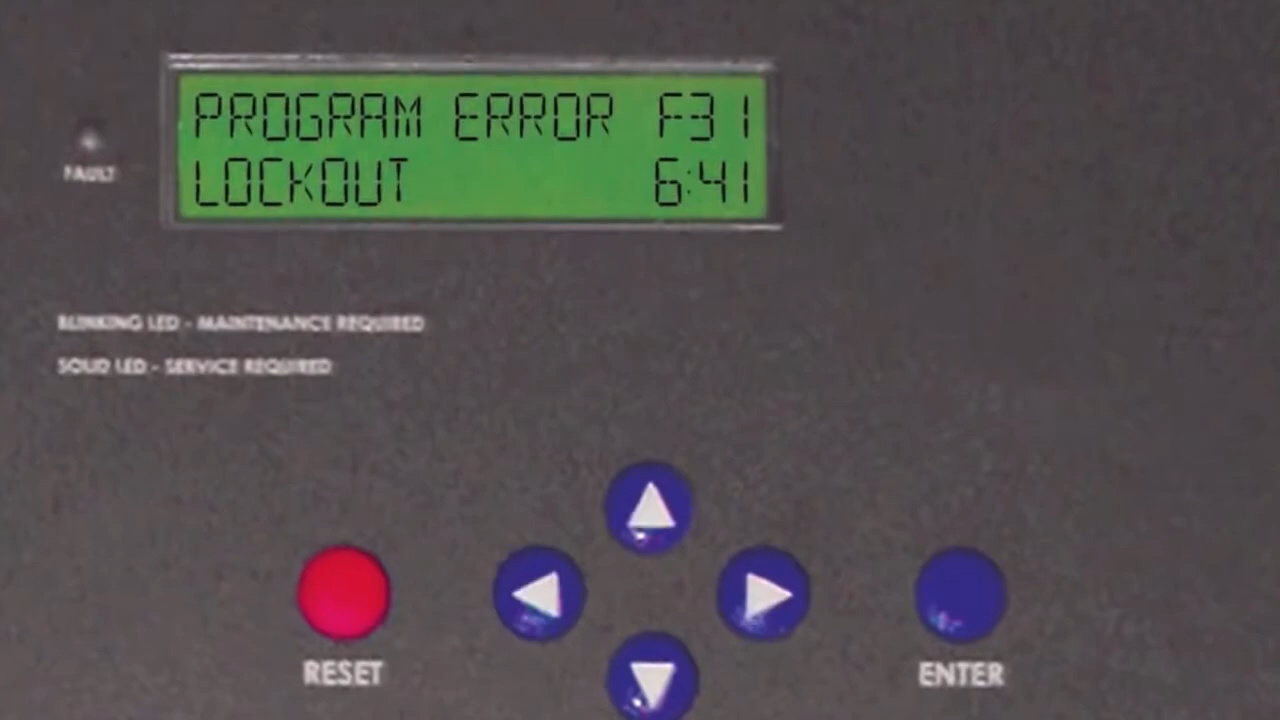 PROGRAM ERROR F31
LOCKOUT 6:41
FAULT
BLINKING LED - MAINTENANCE REQUIRED
SOLID LED - SERVICE REQUIRED
RESET
ENTER